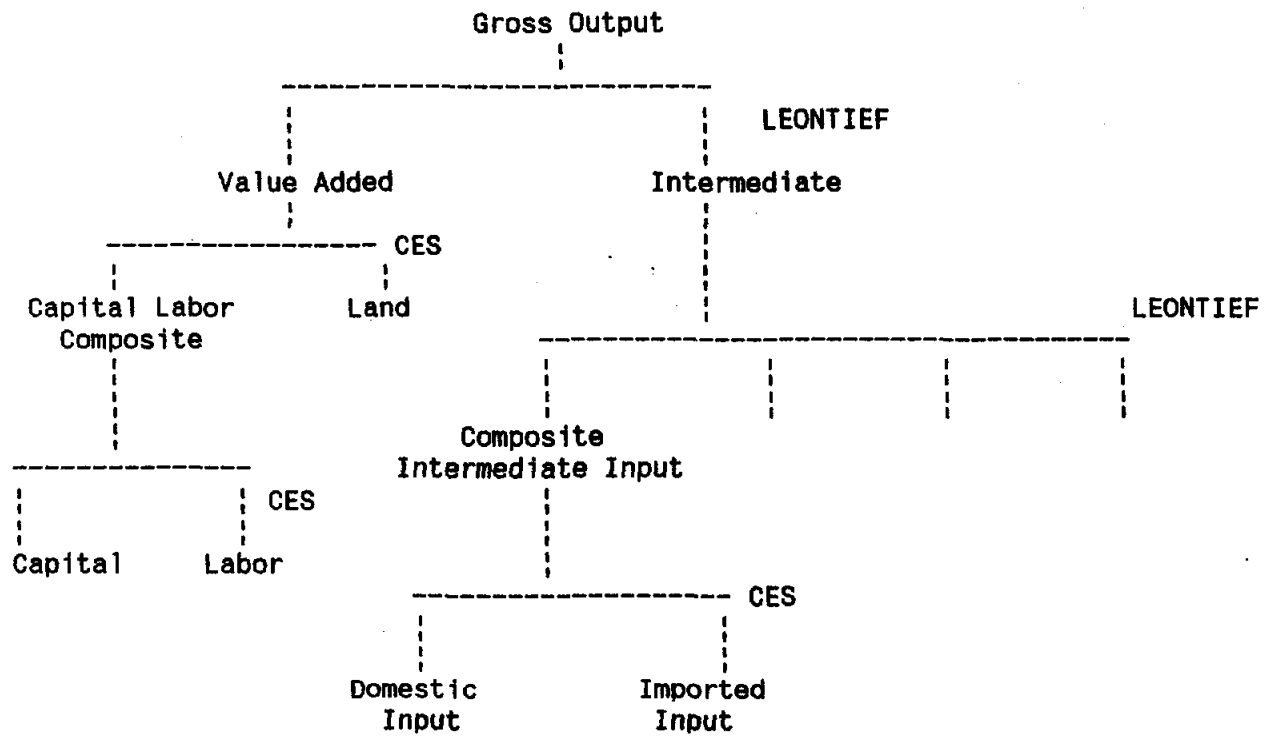 Gross Output
LEONTIEF
Value Added
Intermediate
CES
Capital Labor
Composite
Land
LEONTIEF
Composite
Intermediate Input
CES
Capital
Labor
CES
Domestic
Input
Imported
Input